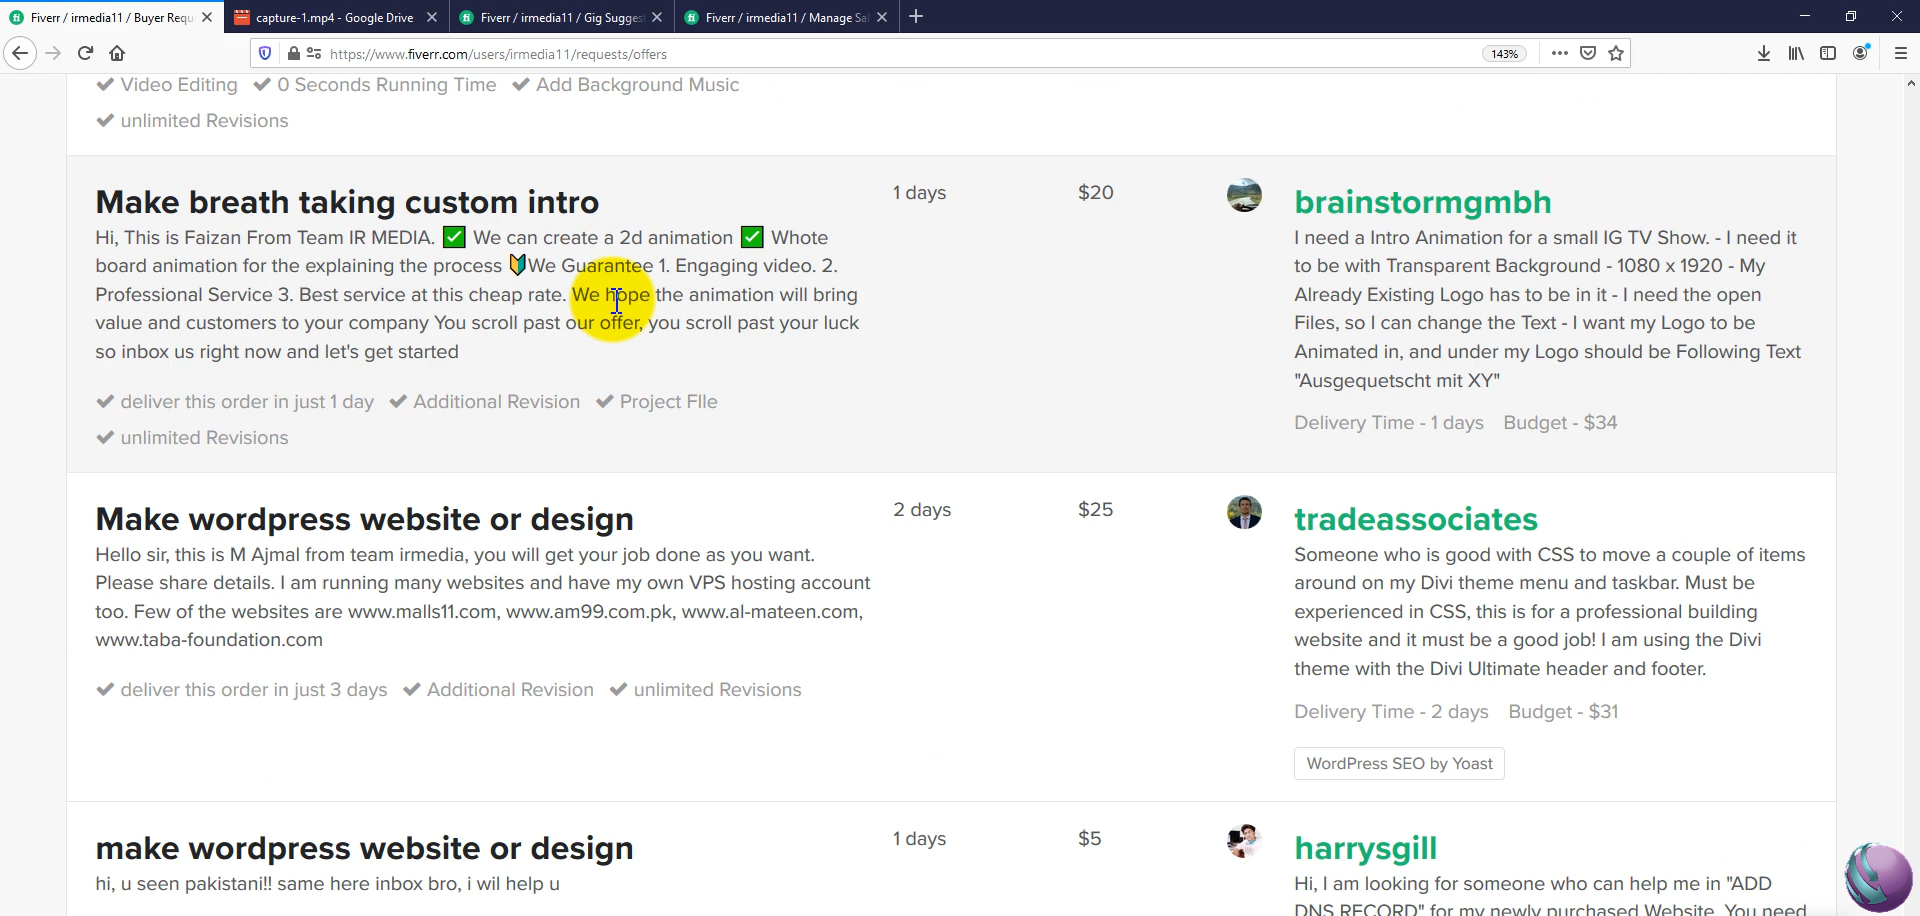 Fiverr / irmedia11 / Buyer Requ
capture-1.mp4 - Google Drive
Fiverr / irmedia11 / Gig Sugges
Fiverr / irmedia11 / Manage Sal
https://www.fiverr.com/users/irmedia11/requests/offers
143%
Video Editing 0 Seconds Running Time Add Background Music
unlimited Revisions
Make breath taking custom intro
Hi, This is Faizan From Team IR MEDIA. ✅ We can create a 2d animation ✅ Whote
board animation for the explaining the process 🔰We Guarantee 1. Engaging video. 2.
Professional Service 3. Best service at this cheap rate. We hope the animation will bring
value and customers to your company You scroll past our offer, you scroll past your luck
so inbox us right now and let's get started
deliver this order in just 1 day Additional Revision Project FIle
unlimited Revisions
1 days
$20
brainstormgmbh
I need a Intro Animation for a small IG TV Show. - I need it
to be with Transparent Background - 1080 x 1920 - My
Already Existing Logo has to be in it - I need the open
Files, so I can change the Text - I want my Logo to be
Animated in, and under my Logo should be Following Text
"Ausgequetscht mit XY"
Delivery Time - 1 days Budget - $34
Make wordpress website or design
Hello sir, this is M Ajmal from team irmedia, you will get your job done as you want.
Please share details. I am running many websites and have my own VPS hosting account
too. Few of the websites are www.malls11.com, www.am99.com.pk, www.al-mateen.com,
www.taba-foundation.com
deliver this order in just 3 days Additional Revision unlimited Revisions
2 days
$25
tradeassociates
Someone who is good with CSS to move a couple of items
around on my Divi theme menu and taskbar. Must be
experienced in CSS, this is for a professional building
website and it must be a good job! I am using the Divi
theme with the Divi Ultimate header and footer.
Delivery Time - 2 days Budget - $31
WordPress SEO by Yoast
make wordpress website or design
hi, u seen pakistani!! same here inbox bro, i wil help u
1 days
$5
harrysgill
Hi, I am looking for someone who can help me in "ADD
DNS RECORD" for my newly purchased Website. You need